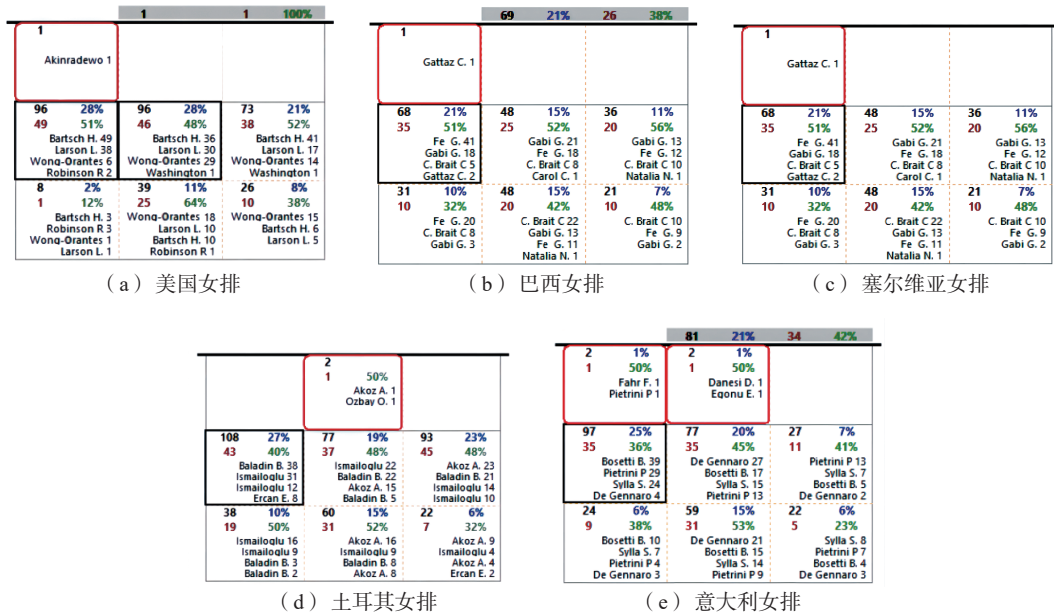 1 1 100%
1
Akinradewo 1
96 28%
49 51%
Bartsch H. 49
Larson L. 38
Wong-Orantes 6
Robinson R 2
96 28%
46 48%
Bartsch H. 36
Larson L. 30
Wong-Orantes 29
Washington 1
73 21%
38 52%
Bartsch H. 41
Larson L. 17
Wong-Orantes 14
Washington 1
8 2%
1 12%
Bartsch H. 3
Robinson R 3
Wong-Orantes 1
Larson L. 1
39 11%
25 64%
Wong-Orantes 18
Larson L. 10
Bartsch H. 10
Robinson R 1
26 8%
10 38%
Wong-Orantes 15
Bartsch H. 6
Larson L. 5
(a) 美国女排
69 21% 26 38%
1
Gattaz C. 1
68 21%
35 51%
Fe G. 41
Gabi G. 18
C. Brait C 5
Gattaz C. 2
48 15%
25 52%
Gabi G. 21
Fe G. 18
C. Brait C 8
Carol C. 1
36 11%
20 56%
Gabi G. 13
Fe G. 12
C. Brait C 10
Natalia N. 1
31 10%
10 32%
Fe G. 20
C. Brait C 8
Gabi G. 3
48 15%
20 42%
C. Brait C 22
Gabi G. 13
Fe G. 11
Natalia N. 1
21 7%
10 48%
C. Brait C 10
Fe G. 9
Gabi G. 2
(b) 巴西女排
1
Gattaz C. 1
68 21%
35 51%
Fe G. 41
Gabi G. 18
C. Brait C 5
Gattaz C. 2
48 15%
25 52%
Gabi G. 21
Fe G. 18
C. Brait C 8
Carol C. 1
36 11%
20 56%
Gabi G. 13
Fe G. 12
C. Brait C 10
Natalia N. 1
31 10%
10 32%
Fe G. 20
C. Brait C 8
Gabi G. 3
48 15%
20 42%
C. Brait C 22
Gabi G. 13
Fe G. 11
Natalia N. 1
21 7%
10 48%
C. Brait C 10
Fe G. 9
Gabi G. 2
(c) 塞尔维亚女排
2
1 50%
Akoz A. 1
Ozbay O. 1
108 27%
43 40%
Baladin B. 38
Ismailoglu 31
Ismailoglu 12
Ercan E. 8
77 19%
37 48%
Ismailoglu 22
Baladin B. 22
Akoz A. 15
Baladin B. 5
93 23%
45 48%
Akoz A. 23
Baladin B. 21
Ismailoglu 14
Ismailoglu 10
38 10%
19 50%
Ismailoglu 16
Ismailoglu 9
Baladin B. 3
Baladin B. 2
60 15%
31 52%
Akoz A. 16
Ismailoglu 9
Baladin B. 8
Akoz A. 8
22 6%
7 32%
Akoz A. 9
Ismailoglu 4
Akoz A. 4
Ercan E. 2
(d) 土耳其女排
81 21% 34 42%
2 1%
1 50%
Fahr F. 1
Pietrini P 1
2 1%
1 50%
Danesi D. 1
Egonu E. 1
97 25%
35 36%
Bosetti B. 39
Pietrini P 29
Sylla S. 24
De Gennaro 4
77 20%
35 45%
De Gennaro 27
Bosetti B. 17
Sylla S. 15
Pietrini P 13
27 7%
11 41%
Pietrini P 13
Sylla S. 7
Bosetti B. 5
De Gennaro 2
24 6%
9 38%
Bosetti B. 10
Sylla S. 7
Pietrini P 4
De Gennaro 3
59 15%
31 53%
De Gennaro 21
Bosetti B. 15
Sylla S. 14
Pietrini P 9
22 6%
5 23%
Sylla S. 8
Pietrini P 7
Bosetti B. 4
De Gennaro 3
(e) 意大利女排